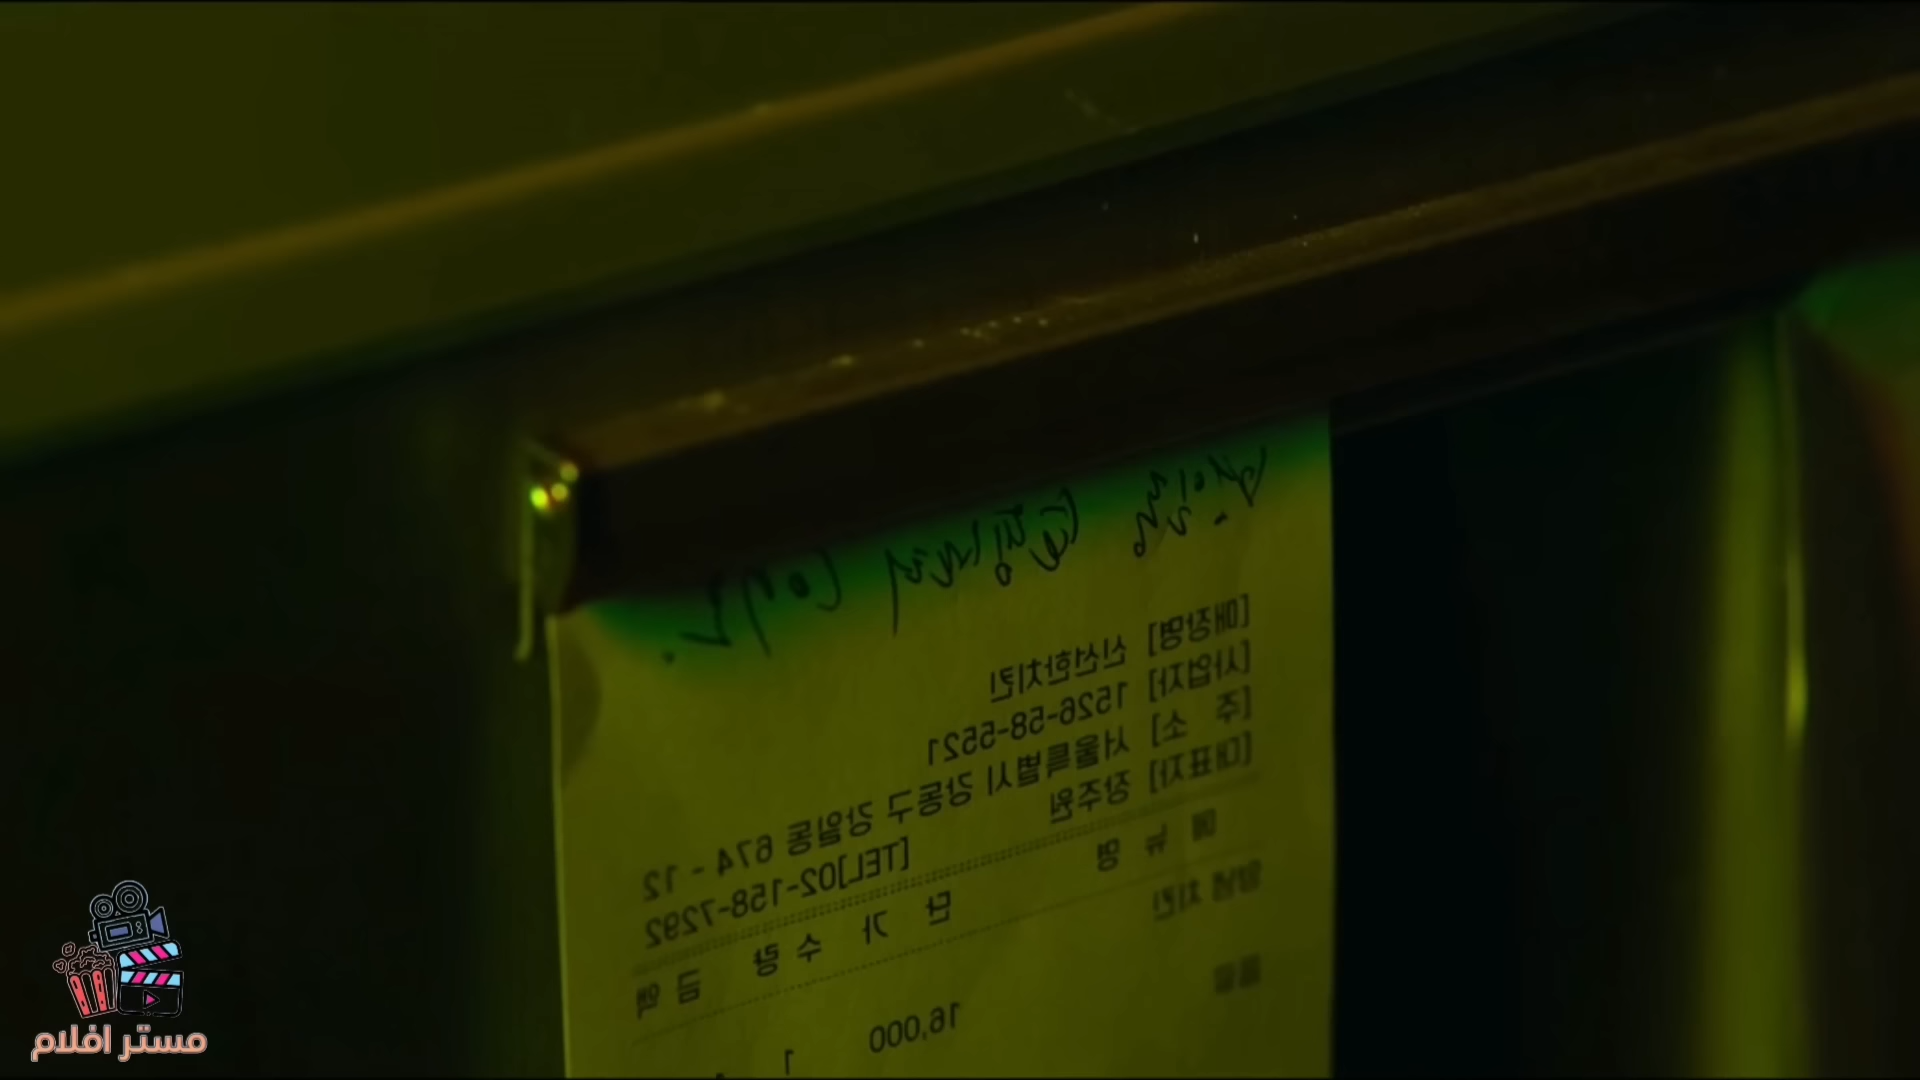 [매장명] 신선한치킨
[사업자] 1526-58-5521
[주 소] 서울특별시 강동구 강일동 674 - 12
[대표자] 장주원 [TEL]02-158-7292
메 뉴 명 단 가 수 량 금 액
양념 치킨
16,000 1
مستر افلام